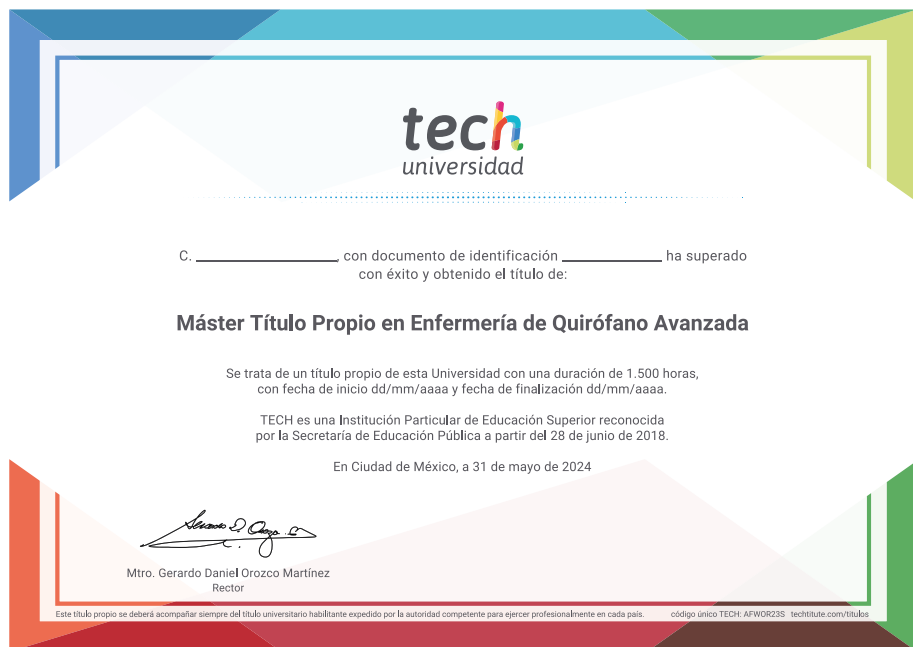 tech
universidad
C. ____________________, con documento de identificación ______________ ha superado
con éxito y obtenido el título de:
Máster Título Propio en Enfermería de Quirófano Avanzada
Se trata de un título propio de esta Universidad con una duración de 1.500 horas,
con fecha de inicio dd/mm/aaaa y fecha de finalización dd/mm/aaaa.
TECH es una Institución Particular de Educación Superior reconocida
por la Secretaría de Educación Pública a partir del 28 de junio de 2018.
En Ciudad de México, a 31 de mayo de 2024
Mtro. Gerardo Daniel Orozco Martínez
Rector
Este título propio se deberá acompañar siempre del título universitario habilitante expedido por la autoridad competente para ejercer profesionalmente en cada país. código único TECH: AFWOR23S techtitute.com/titulos